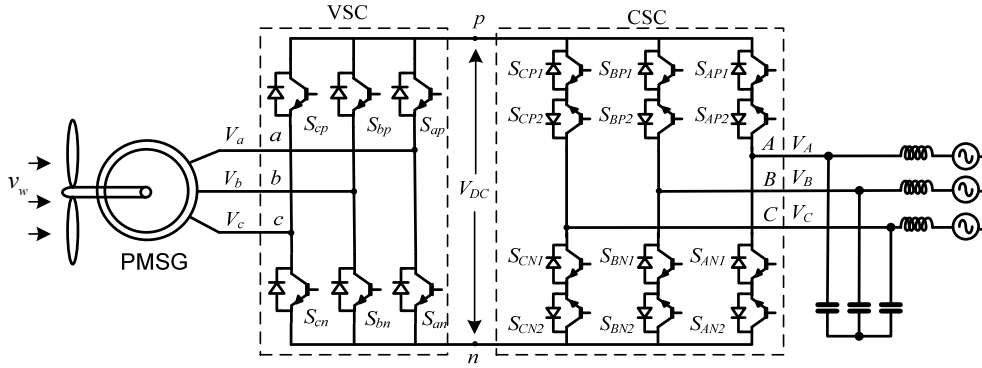 VSC
p
CSC
S_cp
S_bp
S_ap
S_CP1
S_BP1
S_AP1
S_CP2
S_BP2
S_AP2
V_a a
V_b b
V_c c
v_w
V_DC
A V_A
B V_B
C V_C
PMSG
S_cn
S_bn
S_an
S_CN1
S_BN1
S_AN1
S_CN2
S_BN2
S_AN2
n